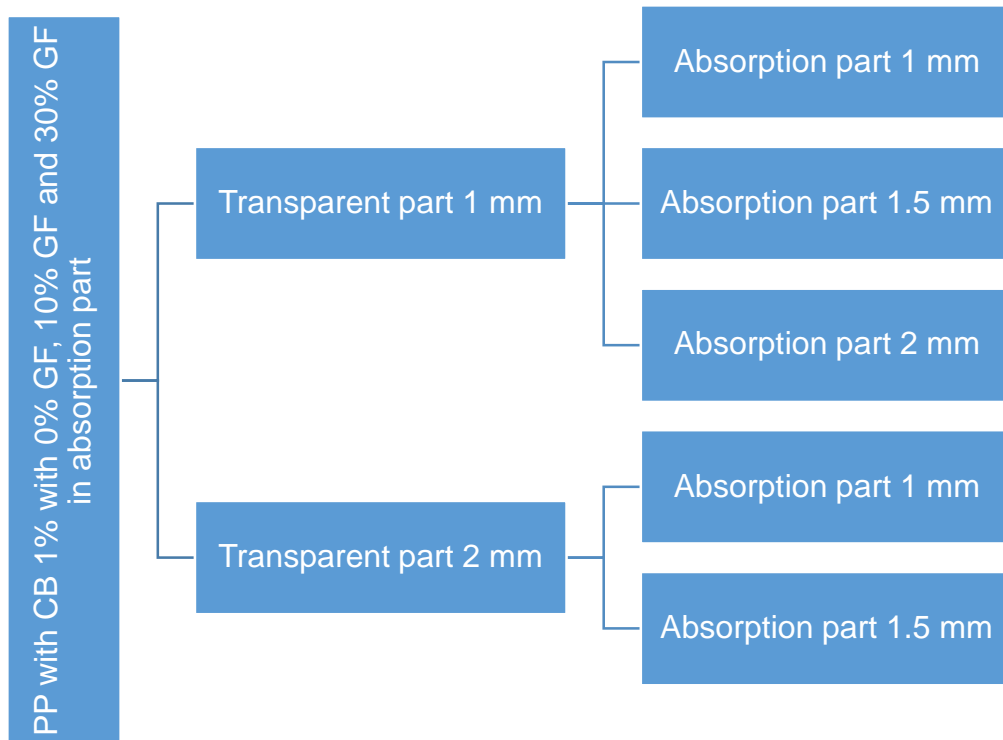 PP with CB 1% with 0% GF, 10% GF and 30% GF
in absorption part
Transparent part 1 mm
Absorption part 1 mm
Absorption part 1.5 mm
Absorption part 2 mm
Transparent part 2 mm
Absorption part 1 mm
Absorption part 1.5 mm